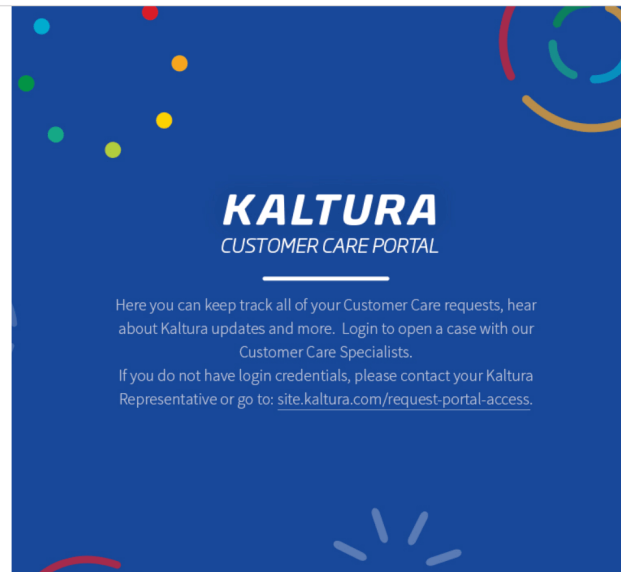 KALTURA
CUSTOMER CARE PORTAL
Here you can keep track all of your Customer Care requests, hear
about Kaltura updates and more. Login to open a case with our
Customer Care Specialists.
If you do not have login credentials, please contact your Kaltura
Representative or go to: site.kaltura.com/request-portal-access.